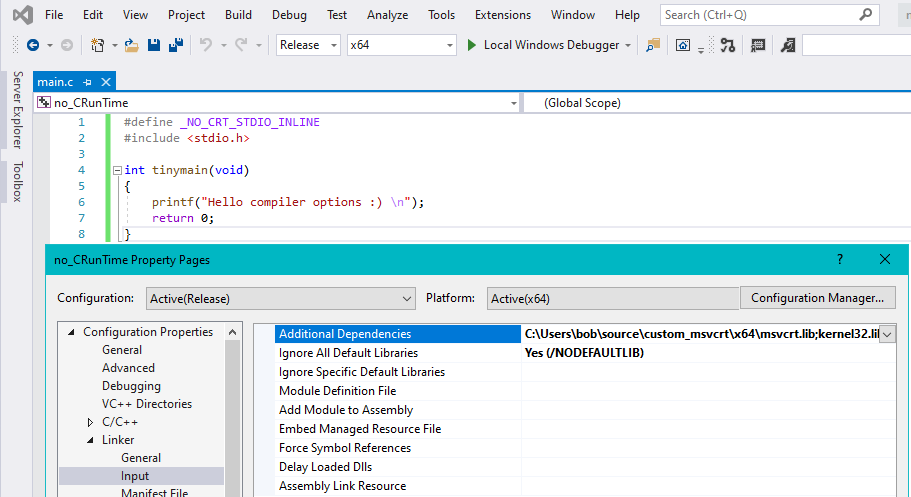 File Edit View Project Build Debug Test Analyze Tools Extensions Window Help Search (Ctrl+Q)
Release x64 Local Windows Debugger
Server Explorer
Toolbox
main.c
no_CRunTime (Global Scope)
1 #define _NO_CRT_STDIO_INLINE
2 #include <stdio.h>
3
4 int tinymain(void)
5 {
6 printf("Hello compiler options :) \n");
7 return 0;
8 }
no_CRunTime Property Pages ?
Configuration: Active(Release) Platform: Active(x64) Configuration Manager...
Configuration Properties
General
Advanced
Debugging
VC++ Directories
C/C++
Linker
General
Input
Manifest File
Additional Dependencies C:\Users\bob\source\custom_msvcrt\x64\msvcrt.lib;kernel32.lil
Ignore All Default Libraries Yes (/NODEFAULTLIB)
Ignore Specific Default Libraries
Module Definition File
Add Module to Assembly
Embed Managed Resource File
Force Symbol References
Delay Loaded Dlls
Assembly Link Resource